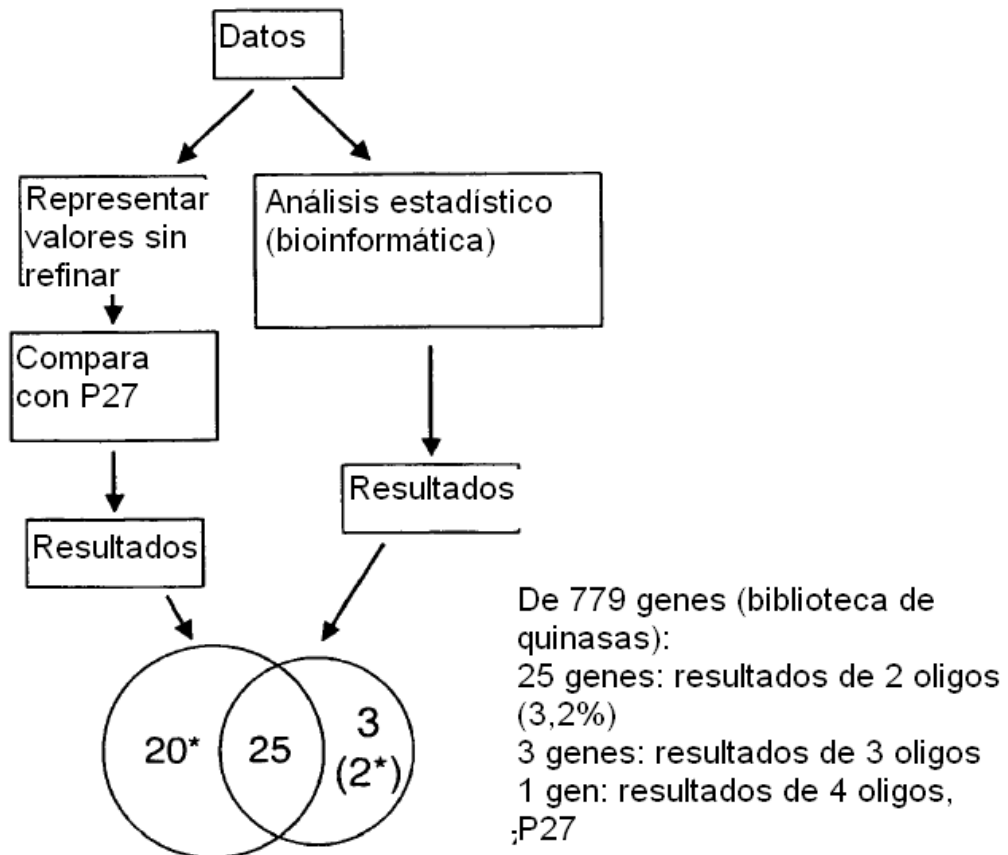 Datos
Representar
valores sin
refinar
Análisis estadístico
(bioinformática)
Compara
con P27
Resultados
Resultados
20*
25
3
(2*)
De 779 genes (biblioteca de
quinasas):
25 genes: resultados de 2 oligos
(3,2%)
3 genes: resultados de 3 oligos
1 gen: resultados de 4 oligos,
P27